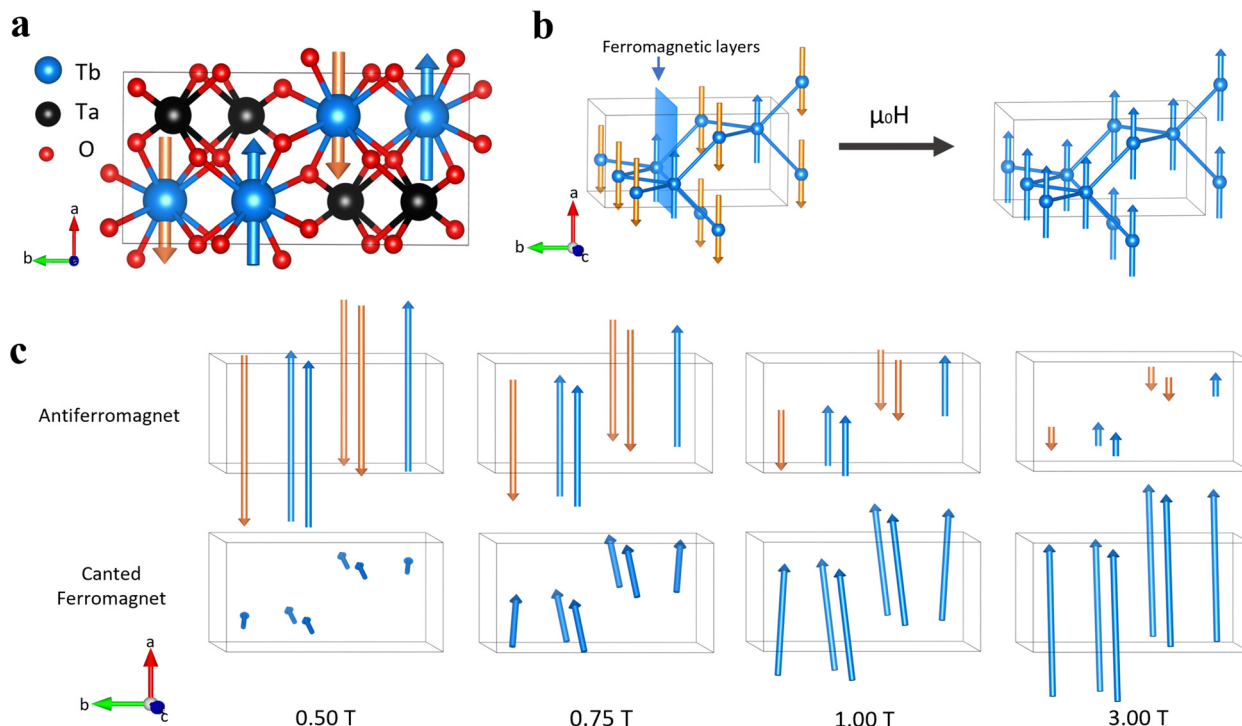 a
Tb
Ta
O
a
b
b
Ferromagnetic layers
μ₀H
a
b
c
c
Antiferromagnet
Canted
Ferromagnet
a
b
c
0.50 T
0.75 T
1.00 T
3.00 T